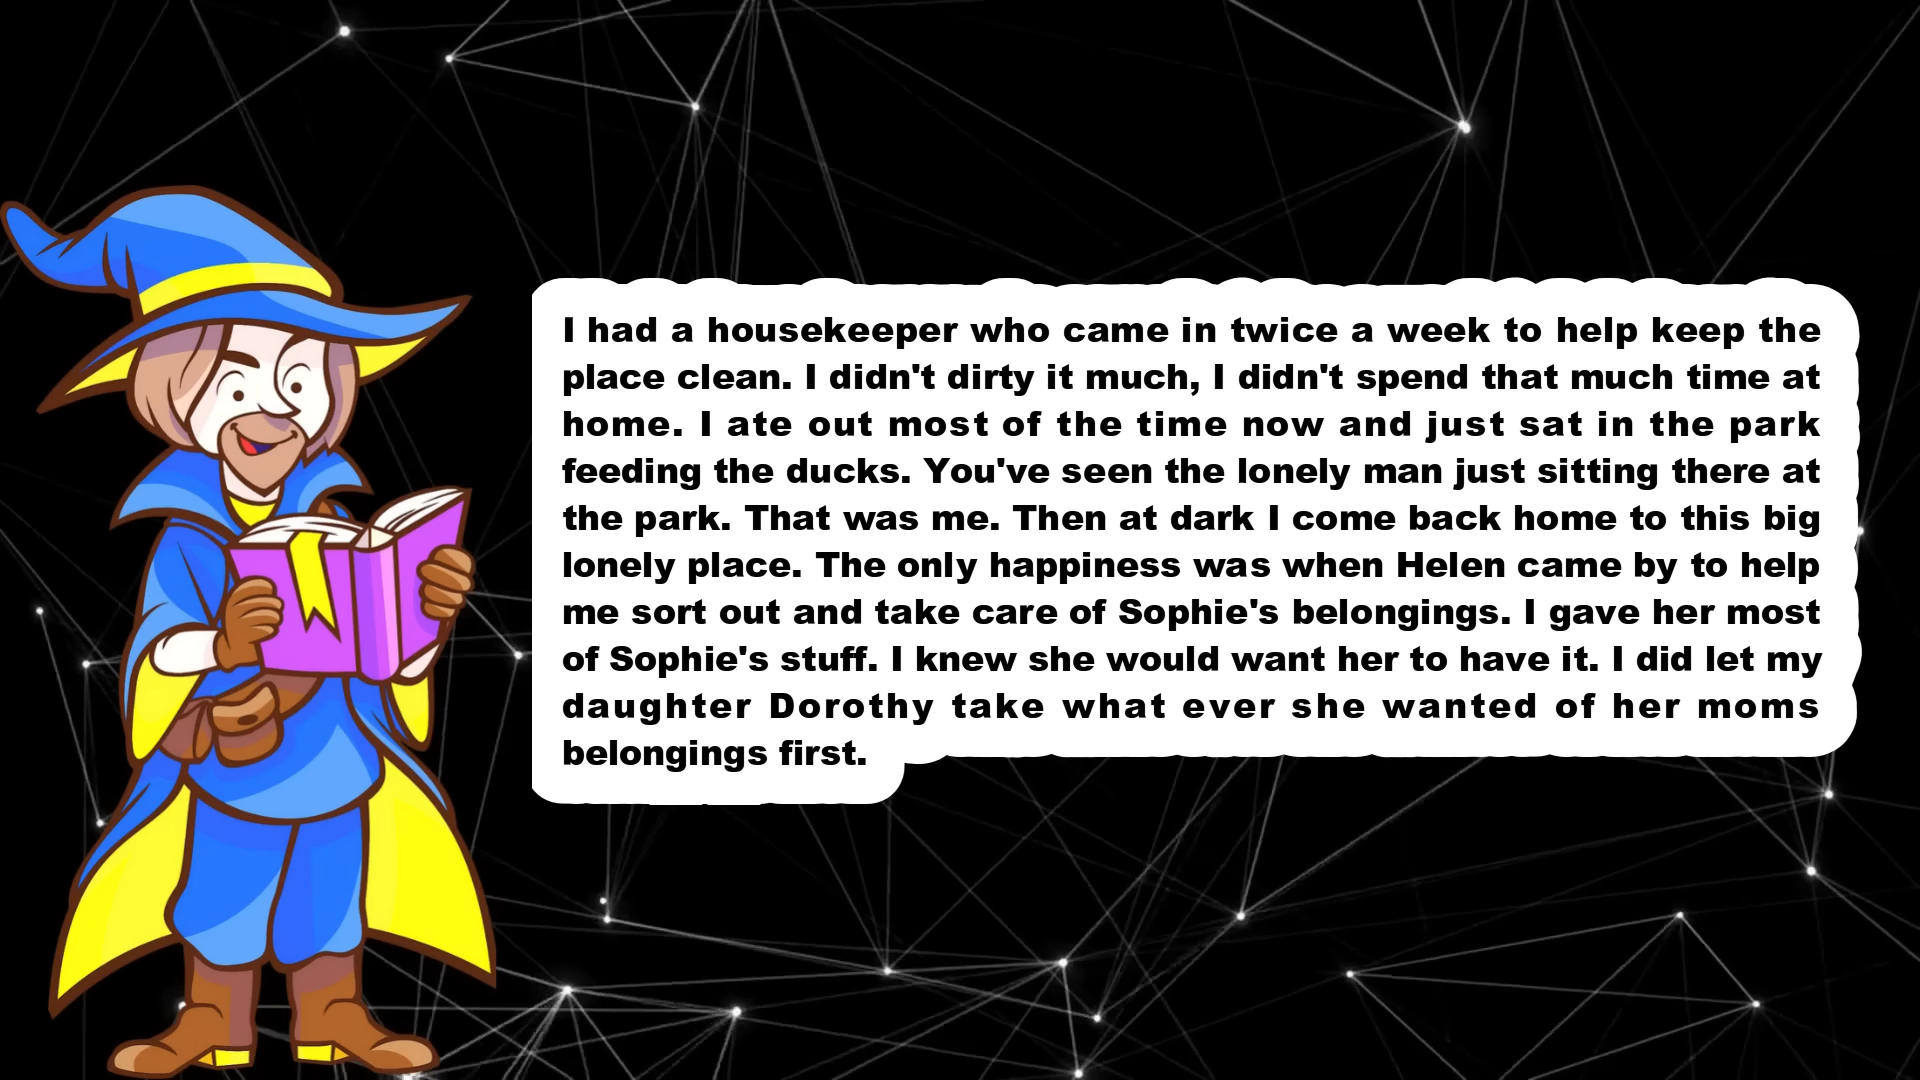 I had a housekeeper who came in twice a week to help keep the
place clean. I didn't dirty it much, I didn't spend that much time at
home. I ate out most of the time now and just sat in the park
feeding the ducks. You've seen the lonely man just sitting there at
the park. That was me. Then at dark I come back home to this big
lonely place. The only happiness was when Helen came by to help
me sort out and take care of Sophie's belongings. I gave her most
of Sophie's stuff. I knew she would want her to have it. I did let my
daughter Dorothy take what ever she wanted of her moms
belongings first.